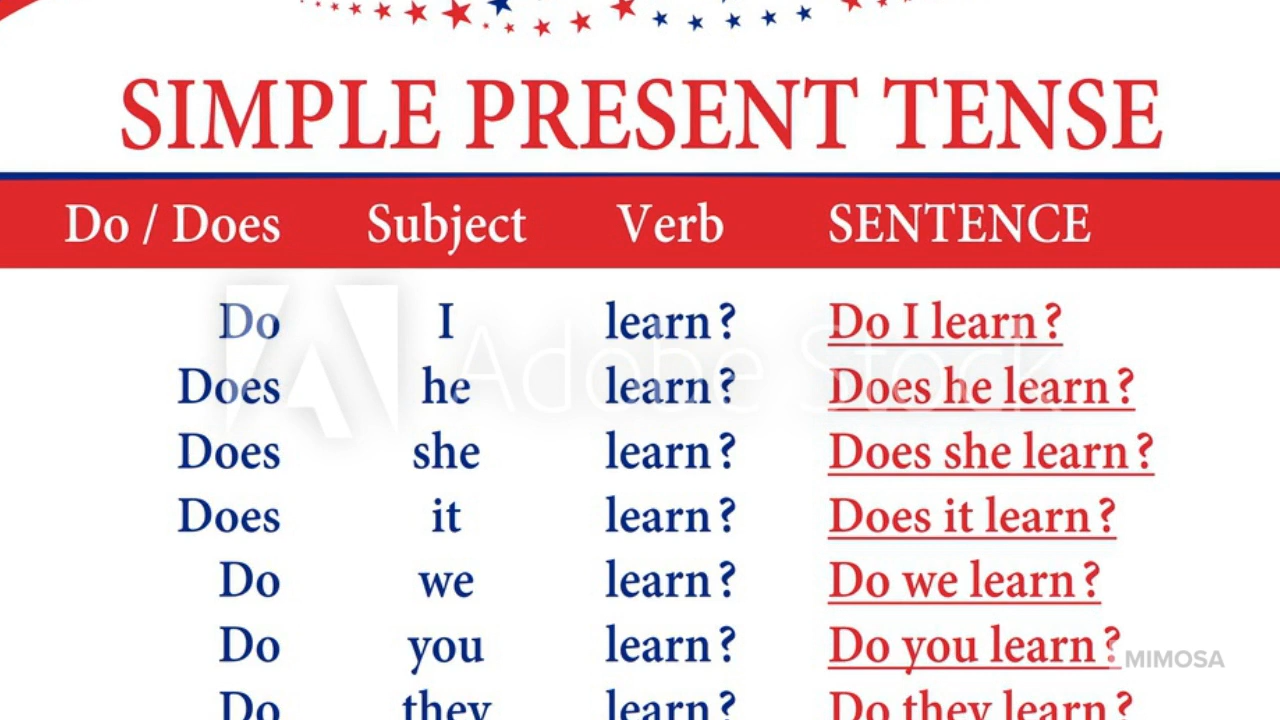 SIMPLE PRESENT TENSE
Do / Does Subject Verb SENTENCE
Do I learn? Do I learn?
Does he learn? Does he learn?
Does she learn? Does she learn?
Does it learn? Does it learn?
Do we learn? Do we learn?
Do you learn? Do you learn?
Do they learn? Do they learn?
Adobe Stock
MIMOSA